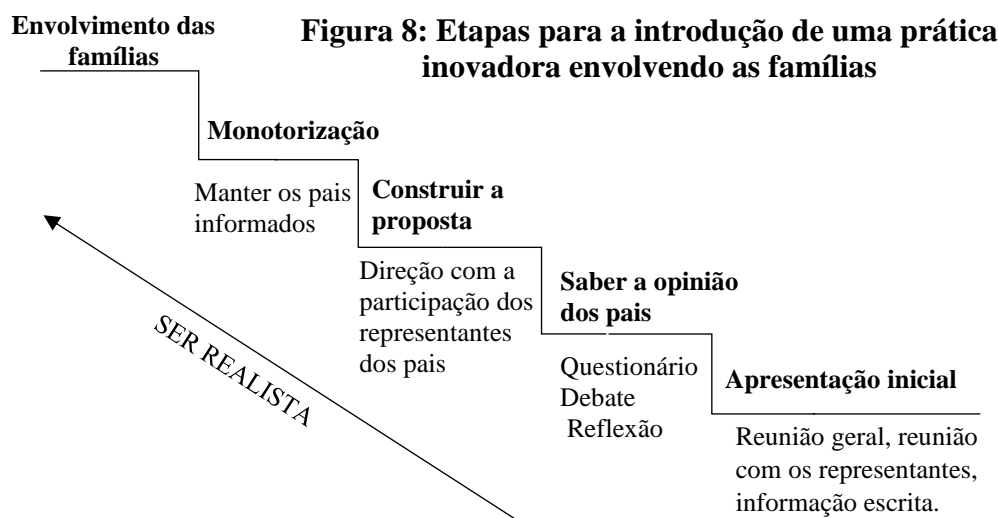 Envolvimento das
famílias
Figura 8: Etapas para a introdução de uma prática
inovadora envolvendo as famílias
Monotorização
Manter os pais
informados
Construir a
proposta
Direção com a
participação dos
representantes
dos pais
Saber a opinião
dos pais
Questionário
Debate
Reflexão
Apresentação inicial
Reunião geral, reunião
com os representantes,
informação escrita.
SER REALISTA